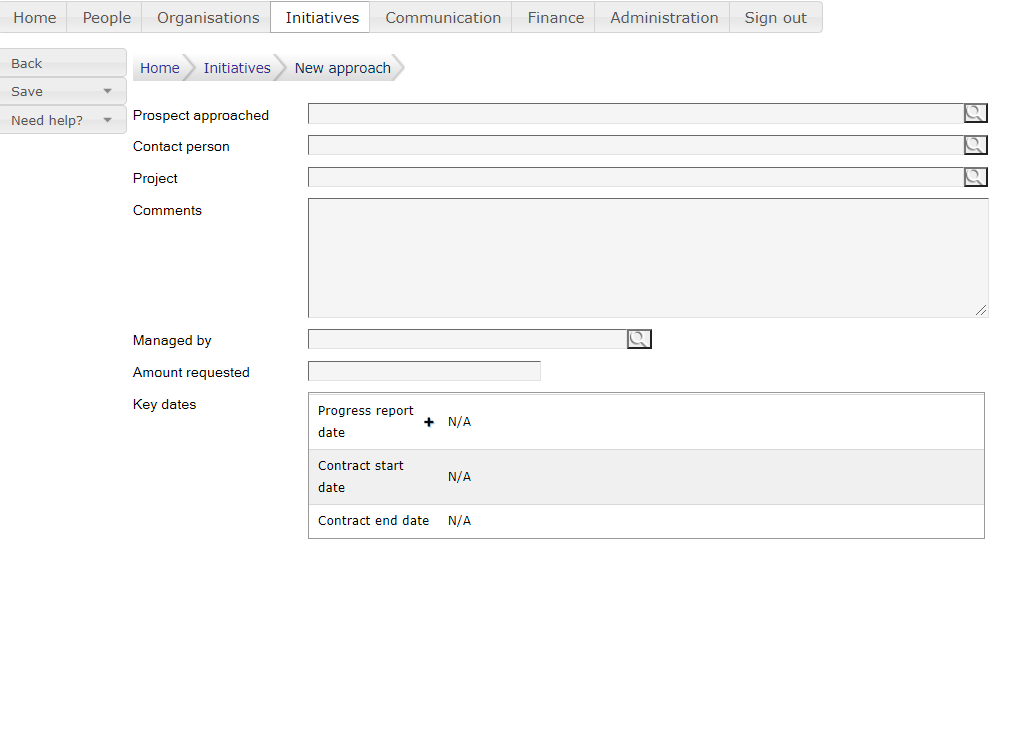 Home People Organisations Initiatives Communication Finance Administration Sign out
Back
Save
Need help?
Home Initiatives New approach
Prospect approached
Contact person
Project
Comments
Managed by
Amount requested
Key dates
Progress report
date
N/A
Contract start
date
N/A
Contract end date N/A